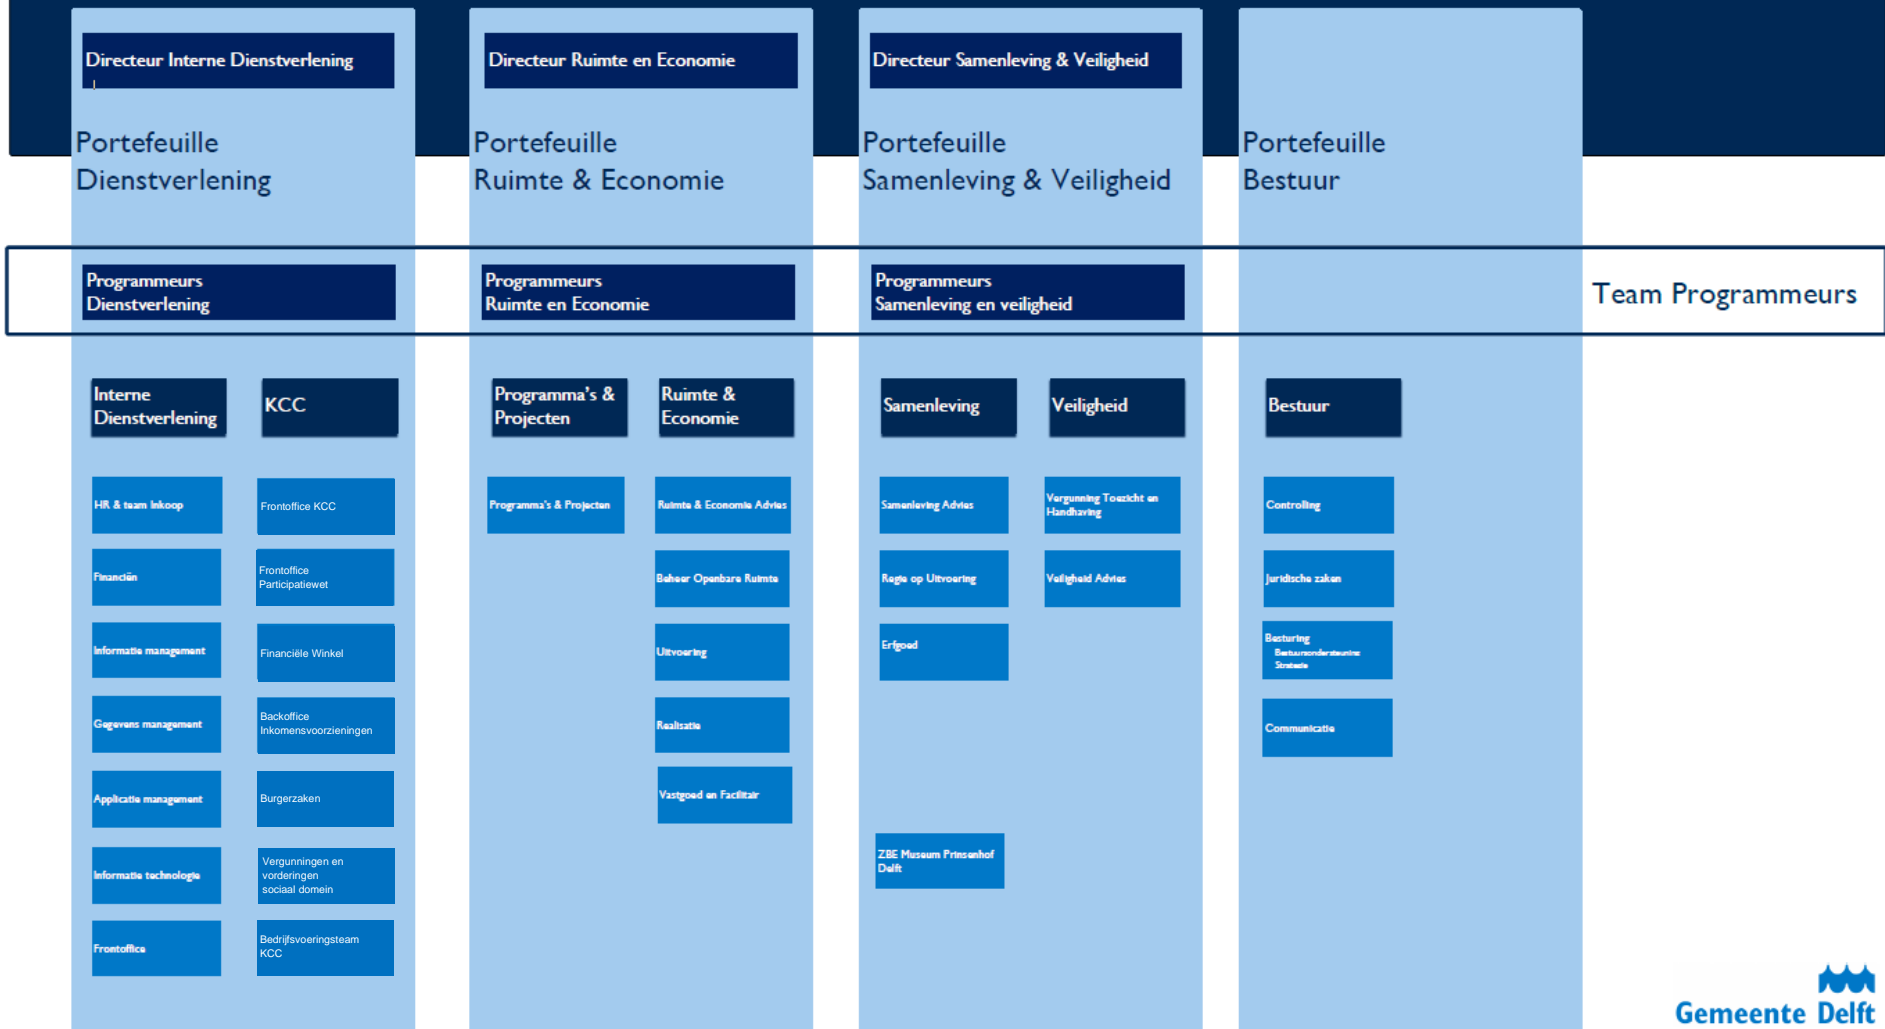 Directeur Interne Dienstverlening
Directeur Ruimte en Economie
Directeur Samenleving & Veiligheid
Portefeuille
Dienstverlening
Portefeuille
Ruimte & Economie
Portefeuille
Samenleving & Veiligheid
Portefeuille
Bestuur
Programmeurs
Dienstverlening
Programmeurs
Ruimte en Economie
Programmeurs
Samenleving en veiligheid
Team Programmeurs
Interne
Dienstverlening
KCC
Programma's &
Projecten
Ruimte &
Economie
Samenleving
Veiligheid
Bestuur
HR & team Inkoop
Financiën
Informatie management
Gegevens management
Applicatie management
Informatie technologie
Frontoffice
Frontoffice KCC
Frontoffice
Participatiewet
Financiële Winkel
Backoffice
Inkomensvoorzieningen
Burgerzaken
Vergunningen en
vorderingen
sociaal domein
Bedrijfsvoeringsteam
KCC
Programma's & Projecten
Ruimte & Economie Advies
Beheer Openbare Ruimte
Uitvoering
Realisatie
Vastgoed en Facilitair
Samenleving Advies
Regie op Uitvoering
Erfgoed
ZBE Museum Prinsenhof
Delft
Vergunning Toezicht en
Handhaving
Veiligheid Advies
Controlling
Juridische zaken
Besturing
Bestuursondersteuning
Strategie
Communicatie
Gemeente Delft